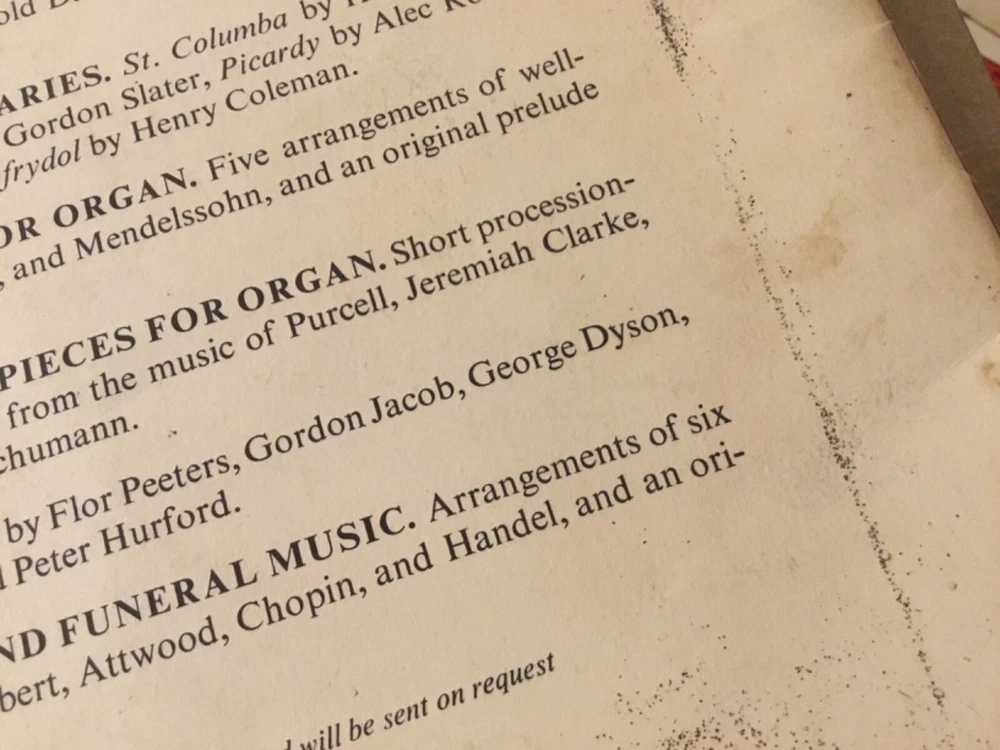 old
ARIES. St. Columba by
Gordon Slater, Picardy by Alec
frydol by Henry Coleman.
OR ORGAN. Five arrangements of well-
, and Mendelssohn, and an original prelude
PIECES FOR ORGAN. Short procession-
from the music of Purcell, Jeremiah Clarke,
chumann.
by Flor Peeters, Gordon Jacob, George Dyson,
Peter Hurford.
ND FUNERAL MUSIC. Arrangements of six
bert, Attwood, Chopin, and Handel, and an ori-
will be sent on request